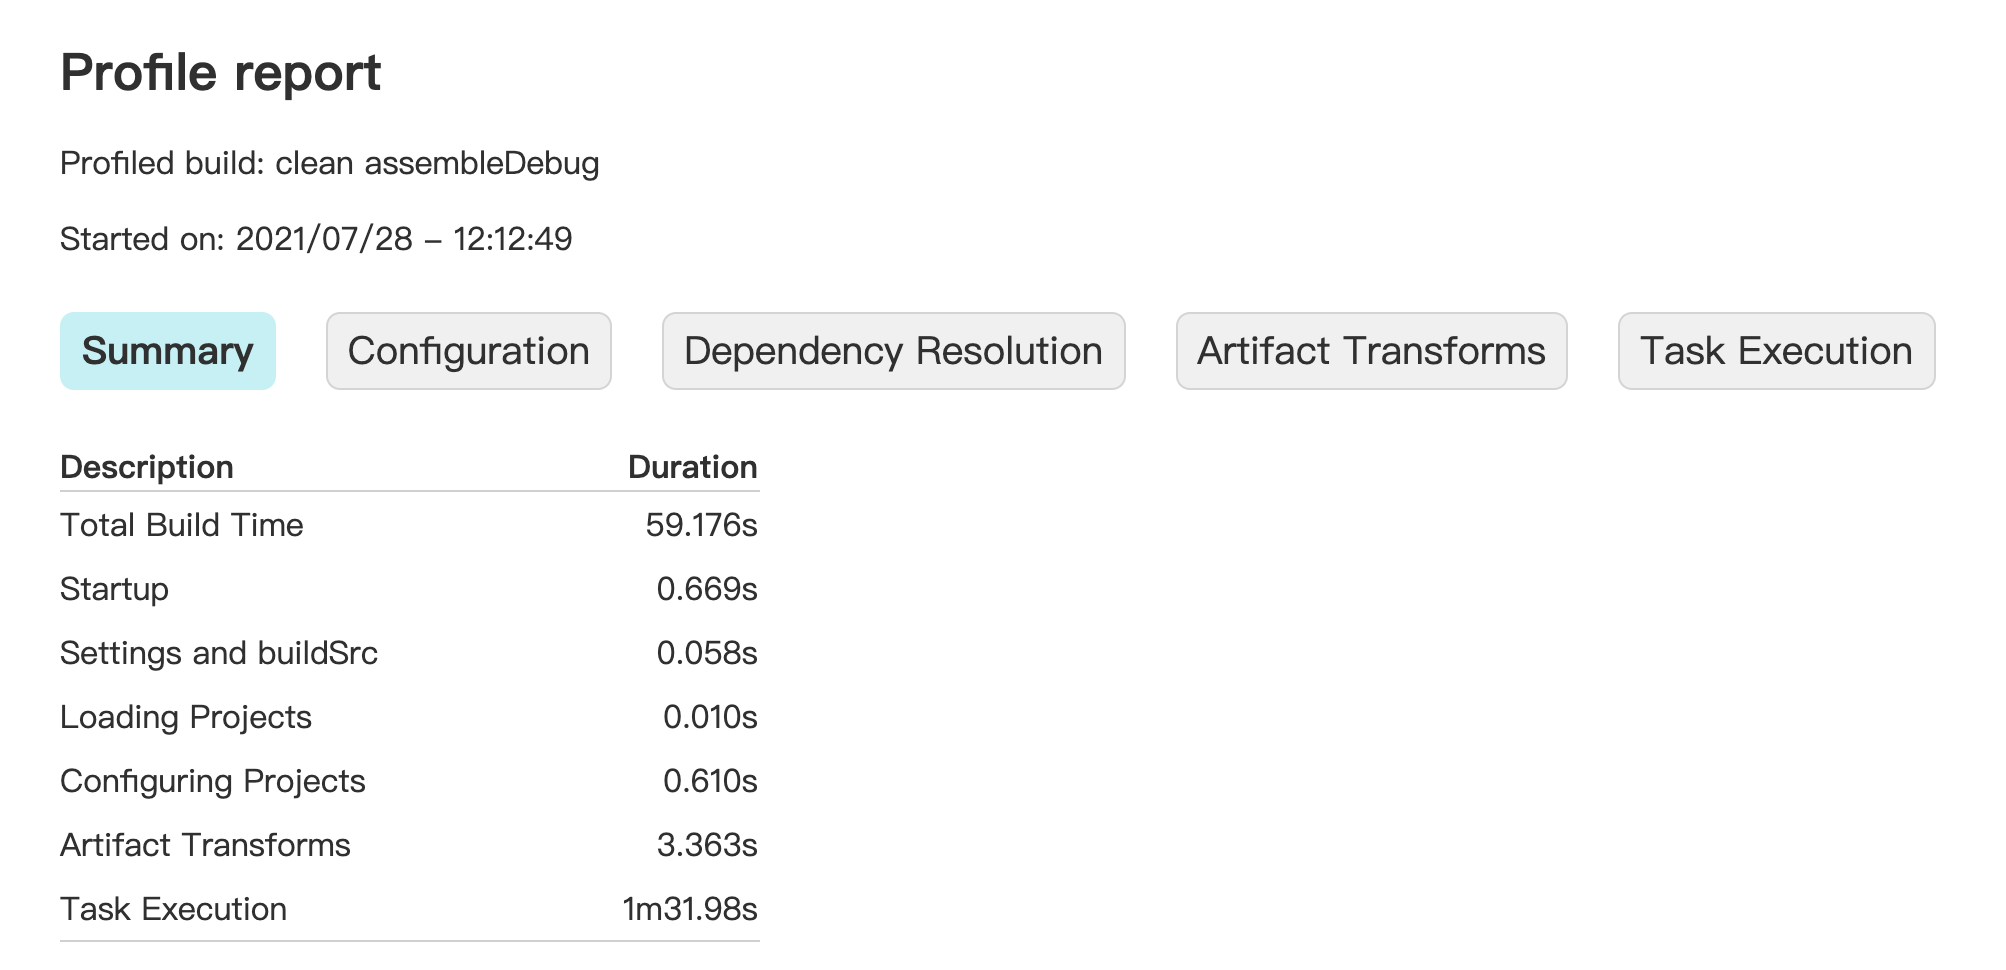 Profile report
Profiled build: clean assembleDebug
Started on: 2021/07/28 – 12:12:49
Summary Configuration Dependency Resolution Artifact Transforms Task Execution
Description Duration
Total Build Time 59.176s
Startup 0.669s
Settings and buildSrc 0.058s
Loading Projects 0.010s
Configuring Projects 0.610s
Artifact Transforms 3.363s
Task Execution 1m31.98s